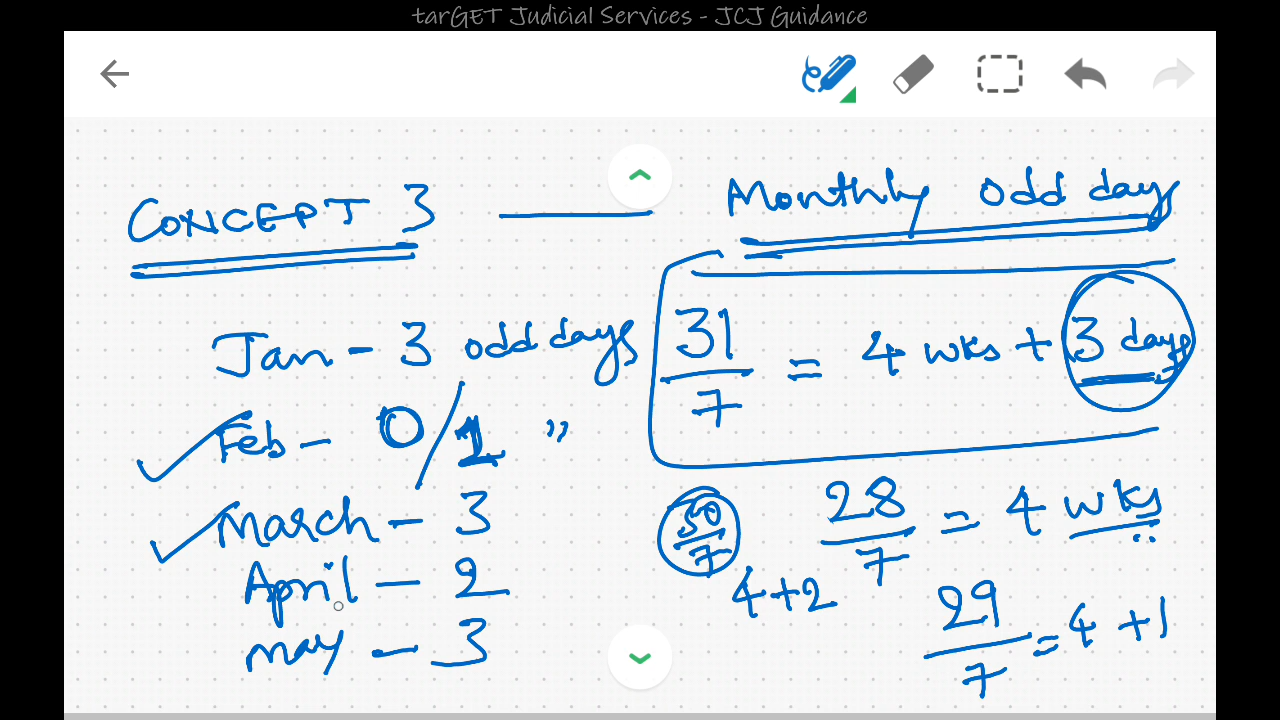 tarGET Judicial Services - JCJ Guidance
CONCEPT 3 — Monthly odd days
Jan - 3 odd days
31/7 = 4 wks + 3 days
Feb - 0/1 "
March - 3
April - 2
May - 3
30/7 4+2
28/7 = 4 wks
29/7 = 4 +1